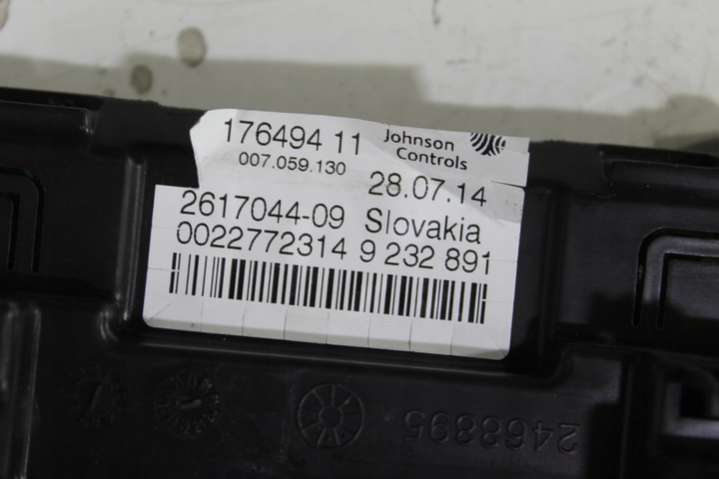 176494 11 Johnson Controls
007.059.130
28.07.14
2617044-09 Slovakia
0022772314 9 232 891
2468895